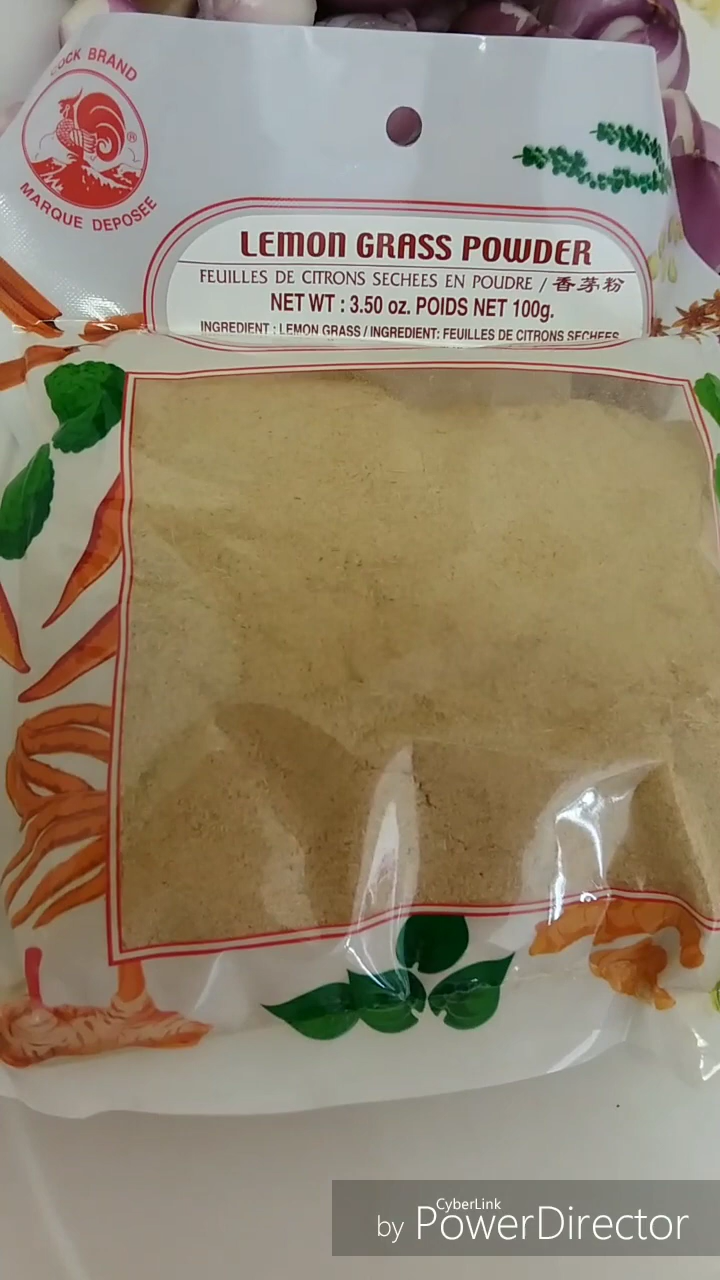 COCK BRAND
®
MARQUE DEPOSEE
LEMON GRASS POWDER
FEUILLES DE CITRONS SECHEES EN POUDRE / 香茅粉
NET WT : 3.50 oz. POIDS NET 100g.
INGREDIENT : LEMON GRASS / INGREDIENT: FEUILLES DE CITRONS SECHEES
by CyberLink PowerDirector